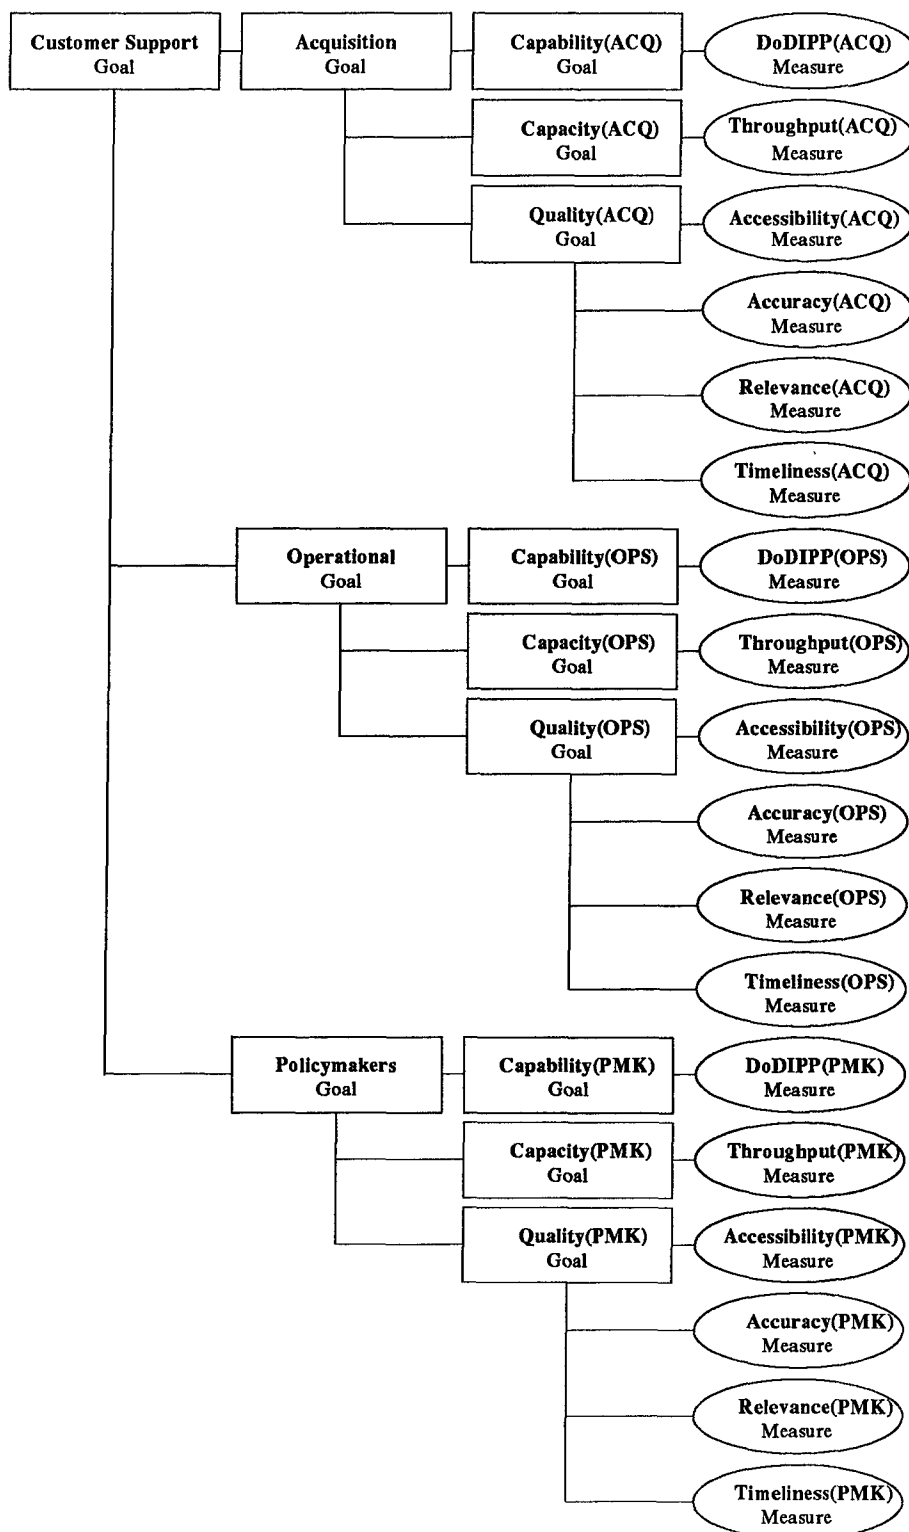 Customer Support
Goal
Acquisition
Goal
Capability(ACQ)
Goal
DoDIPP(ACQ)
Measure
Capacity(ACQ)
Goal
Throughput(ACQ)
Measure
Quality(ACQ)
Goal
Accessibility(ACQ)
Measure
Accuracy(ACQ)
Measure
Relevance(ACQ)
Measure
Timeliness(ACQ)
Measure
Operational
Goal
Capability(OPS)
Goal
DoDIPP(OPS)
Measure
Capacity(OPS)
Goal
Throughput(OPS)
Measure
Quality(OPS)
Goal
Accessibility(OPS)
Measure
Accuracy(OPS)
Measure
Relevance(OPS)
Measure
Timeliness(OPS)
Measure
Policymakers
Goal
Capability(PMK)
Goal
DoDIPP(PMK)
Measure
Capacity(PMK)
Goal
Throughput(PMK)
Measure
Quality(PMK)
Goal
Accessibility(PMK)
Measure
Accuracy(PMK)
Measure
Relevance(PMK)
Measure
Timeliness(PMK)
Measure